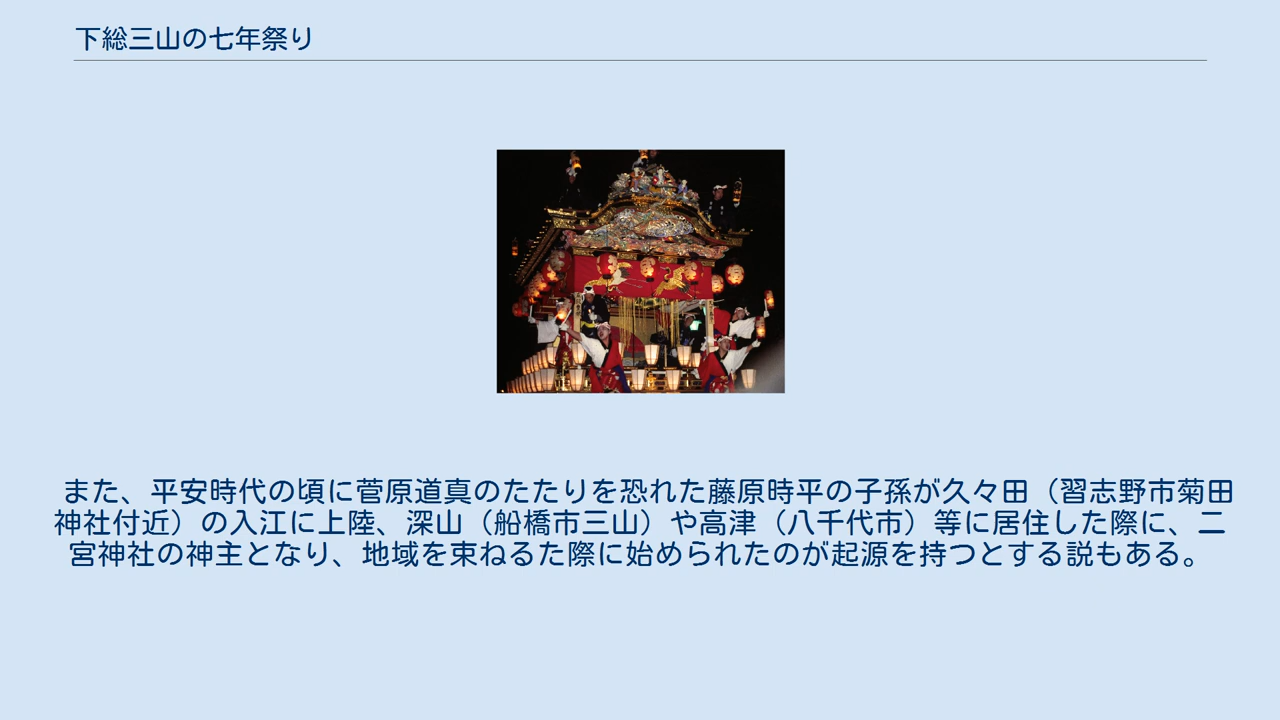 下総三山の七年祭り
また、平安時代の頃に菅原道真のたたりを恐れた藤原時平の子孫が久々田（習志野市菊田
神社付近）の入江に上陸、深山（船橋市三山）や高津（八千代市）等に居住した際に、二
宮神社の神主となり、地域を束ねるた際に始められたのが起源を持つとする説もある。